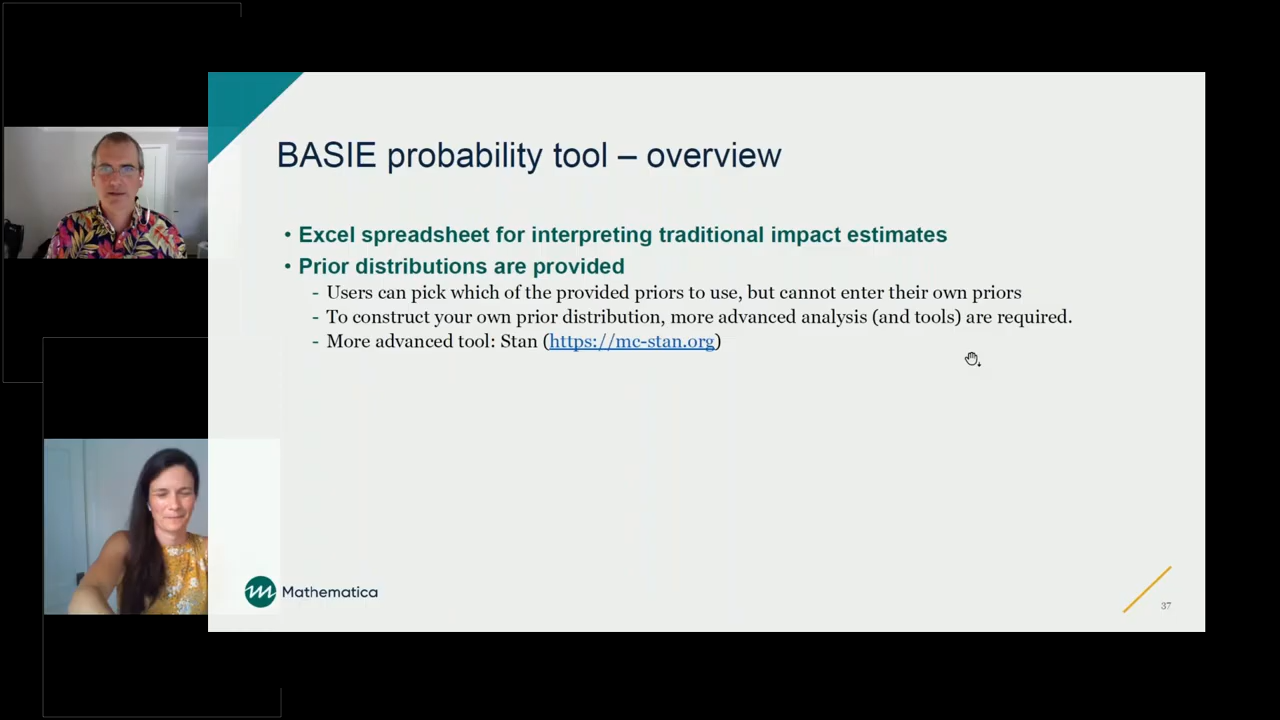 BASIE probability tool – overview
• Excel spreadsheet for interpreting traditional impact estimates
• Prior distributions are provided
- Users can pick which of the provided priors to use, but cannot enter their own priors
- To construct your own prior distribution, more advanced analysis (and tools) are required.
- More advanced tool: Stan (https://mc-stan.org)
Mathematica
37